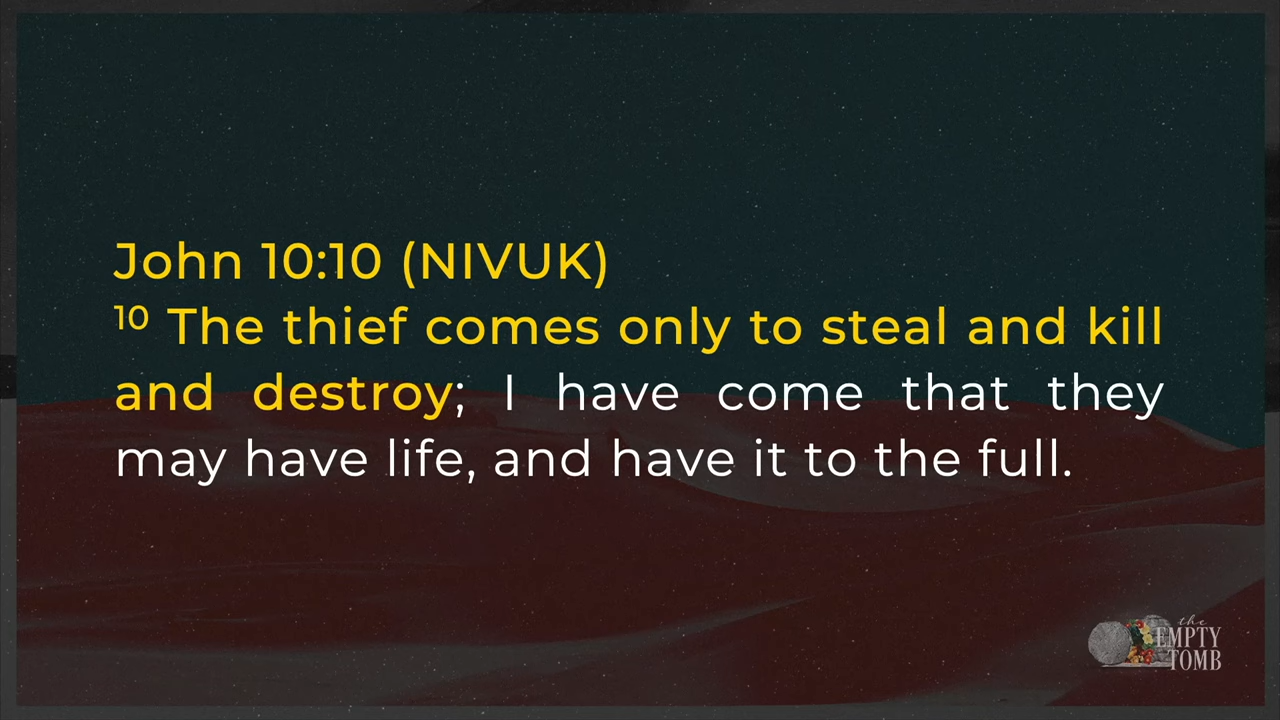 John 10:10 (NIVUK)
¹⁰ The thief comes only to steal and kill
and destroy; I have come that they
may have life, and have it to the full.
the
EMPTY
TOMB